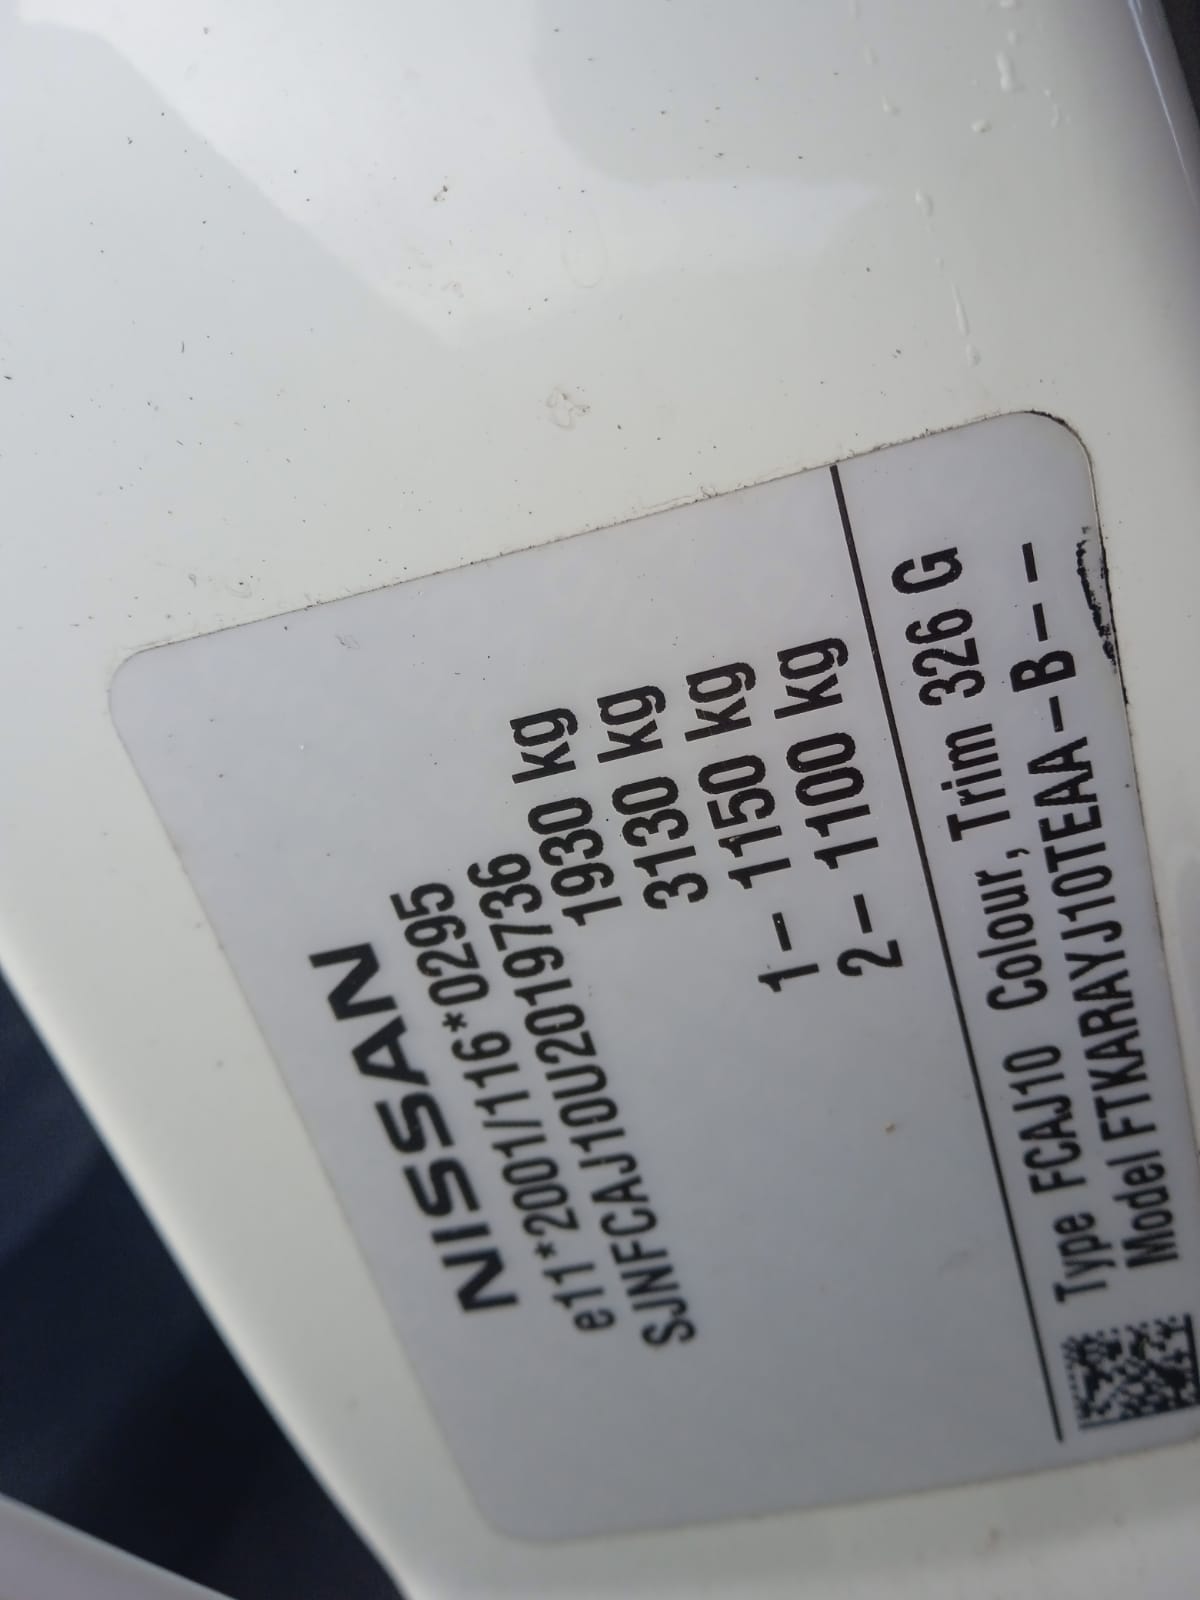 NISSAN
e11*2001/116*0295
SJNFCAJ10U2019736
1930 kg
3130 kg
1- 1150 kg
2- 1100 kg
Type FCAJ10 Colour, Trim 326 G
Model FTKARAYJ10TEAA-B--